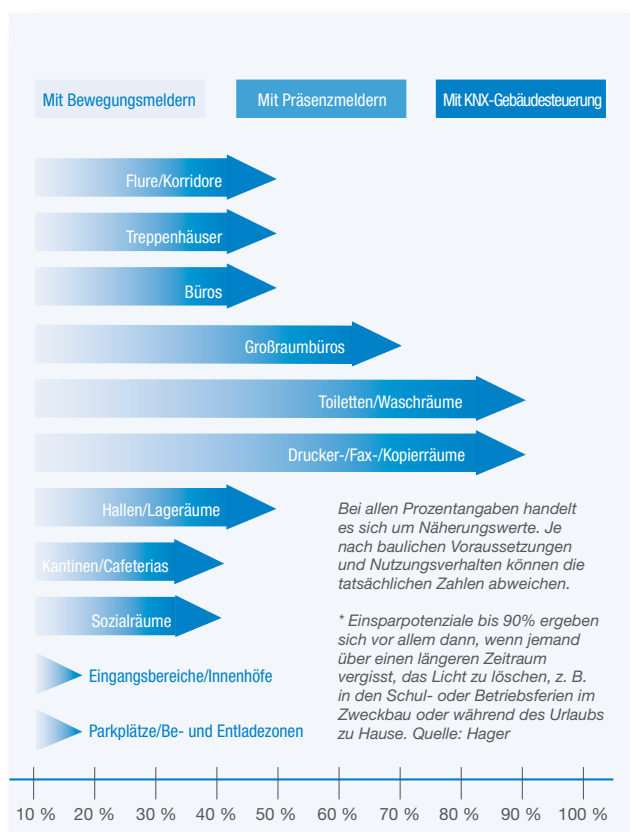 Mit Bewegungsmeldern
Mit Präsenzmeldern
Mit KNX-Gebäudesteuerung
Flure/Korridore
Treppenhäuser
Büros
Großraumbüros
Toiletten/Waschräume
Drucker-/Fax-/Kopierräume
Hallen/Lageräume
Kantinen/Cafeterias
Sozialräume
Eingangsbereiche/Innenhöfe
Parkplätze/Be- und Entladezonen
Bei allen Prozentangaben handelt
es sich um Näherungswerte. Je
nach baulichen Voraussetzungen
und Nutzungsverhalten können die
tatsächlichen Zahlen abweichen.
* Einsparpotenziale bis 90% ergeben
sich vor allem dann, wenn jemand
über einen längeren Zeitraum
vergisst, das Licht zu löschen, z. B.
in den Schul- oder Betriebsferien im
Zweckbau oder während des Urlaubs
zu Hause. Quelle: Hager
10 % 20 % 30 % 40 % 50 % 60 % 70 % 80 % 90 % 100 %